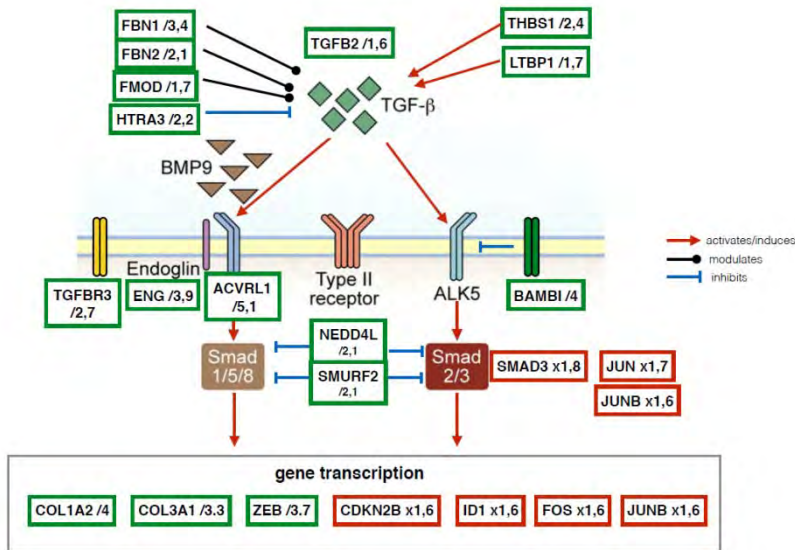 FBN1 /3,4
FBN2 /2,1
FMOD /1,7
HTRA3 /2,2
TGFB2 /1,6
TGF-β
THBS1 /2,4
LTBP1 /1,7
BMP9
activates/induces
modulates
inhibits
Endoglin
TGFBR3
/2,7
ENG /3,9
ACVRL1
/5,1
Type II
receptor
ALK5
BAMBI /4
Smad
1/5/8
NEDD4L
/2,1
SMURF2
/2,1
Smad
2/3
SMAD3 x1,8
JUN x1,7
JUNB x1,6
gene transcription
COL1A2 /4
COL3A1 /3.3
ZEB /3.7
CDKN2B x1,6
ID1 x1,6
FOS x1,6
JUNB x1,6